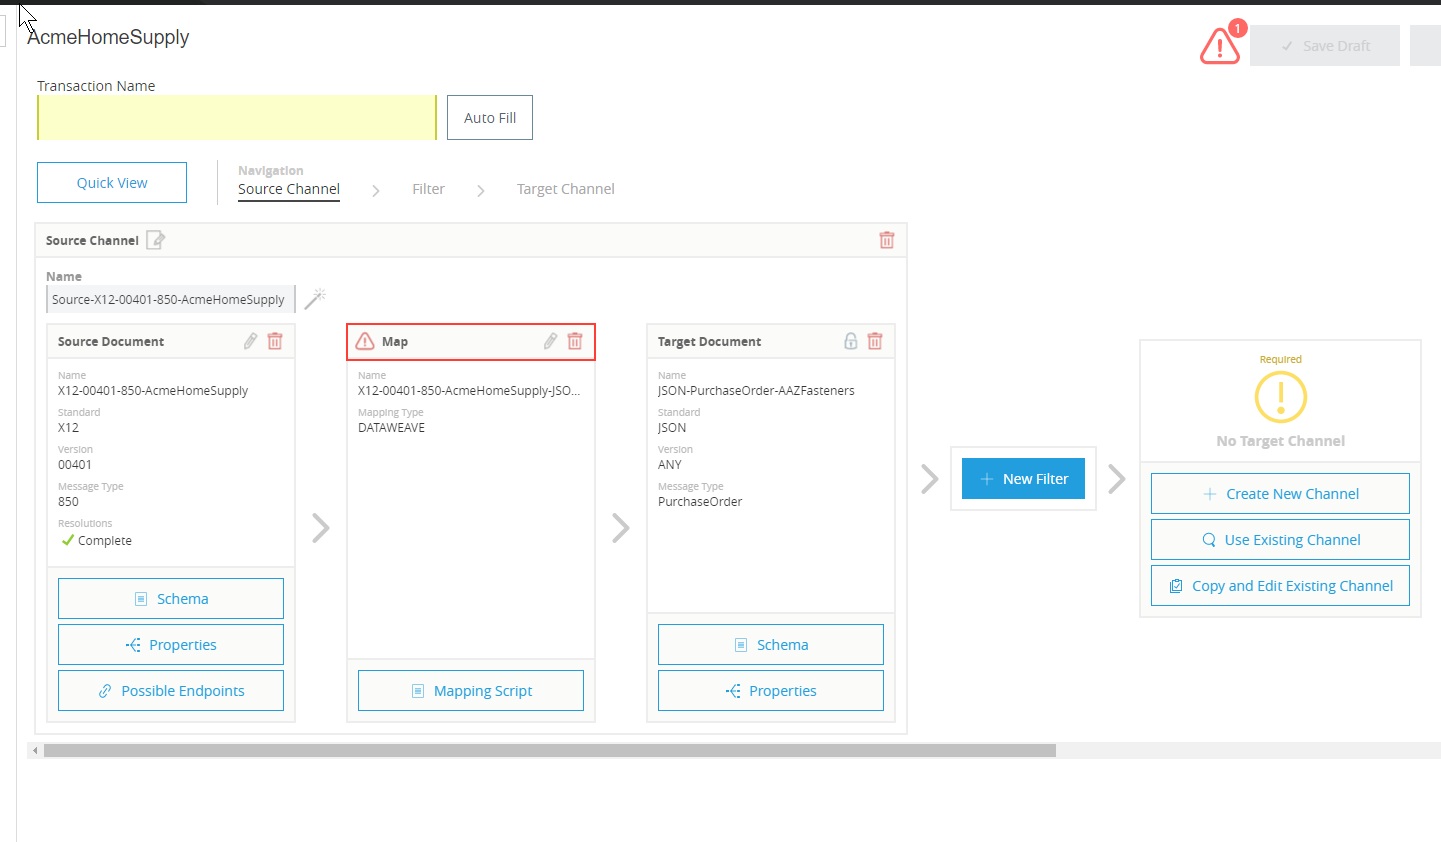 AcmeHomeSupply
1
Save Draft
Transaction Name
Auto Fill
Quick View
Navigation
Source Channel
Filter
Target Channel
Source Channel
Name
Source-X12-00401-850-AcmeHomeSupply
Source Document
Name
X12-00401-850-AcmeHomeSupply
Standard
X12
Version
00401
Message Type
850
Resolutions
Complete
Schema
Properties
Possible Endpoints
Map
Name
X12-00401-850-AcmeHomeSupply-JSO...
Mapping Type
DATAWEAVE
Mapping Script
Target Document
Name
JSON-PurchaseOrder-AAZFasteners
Standard
JSON
Version
ANY
Message Type
PurchaseOrder
Schema
Properties
New Filter
Required
No Target Channel
Create New Channel
Use Existing Channel
Copy and Edit Existing Channel